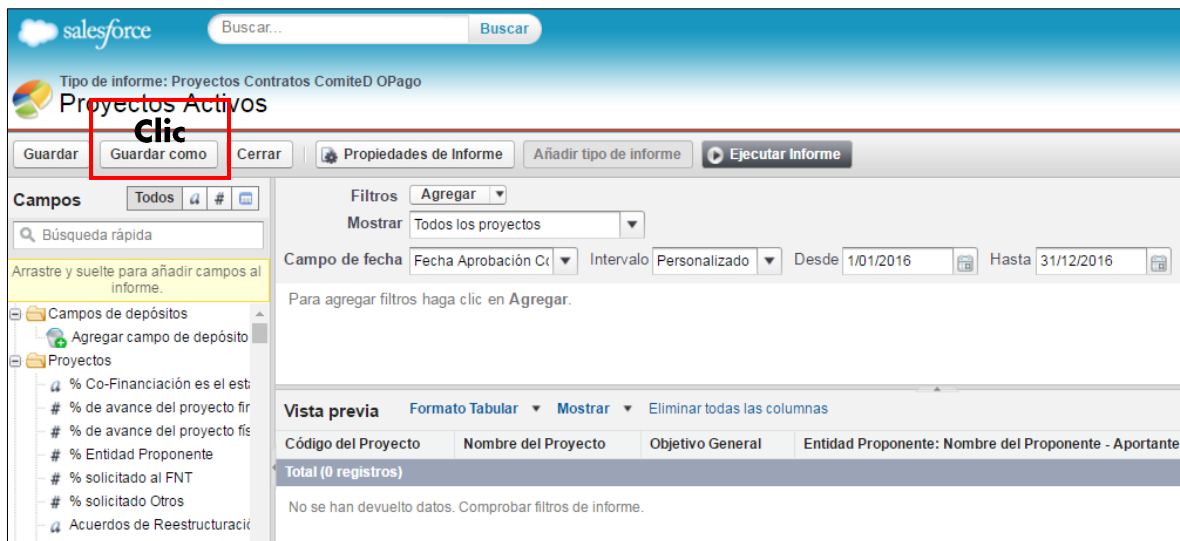 salesforce Buscar... Buscar
Tipo de informe: Proyectos Contratos ComiteD OPago
Proyectos Activos
Clic
Guardar Guardar como Cerrar Propiedades de Informe Añadir tipo de informe Ejecutar Informe
Campos Todos a #
Búsqueda rápida
Arrastre y suelte para añadir campos al
informe.
Campos de depósitos
Agregar campo de depósito
Proyectos
a % Co-Financiación es el est
# % de avance del proyecto fir
# % de avance del proyecto fís
# % Entidad Proponente
# % solicitado al FNT
# % solicitado Otros
a Acuerdos de Reestructuració
Filtros Agregar
Mostrar Todos los proyectos
Campo de fecha Fecha Aprobación Co Intervalo Personalizado Desde 1/01/2016 Hasta 31/12/2016
Para agregar filtros haga clic en Agregar.
Vista previa Formato Tabular Mostrar Eliminar todas las columnas
Código del Proyecto Nombre del Proyecto Objetivo General Entidad Proponente: Nombre del Proponente - Aportante
Total (0 registros)
No se han devuelto datos. Comprobar filtros de informe.